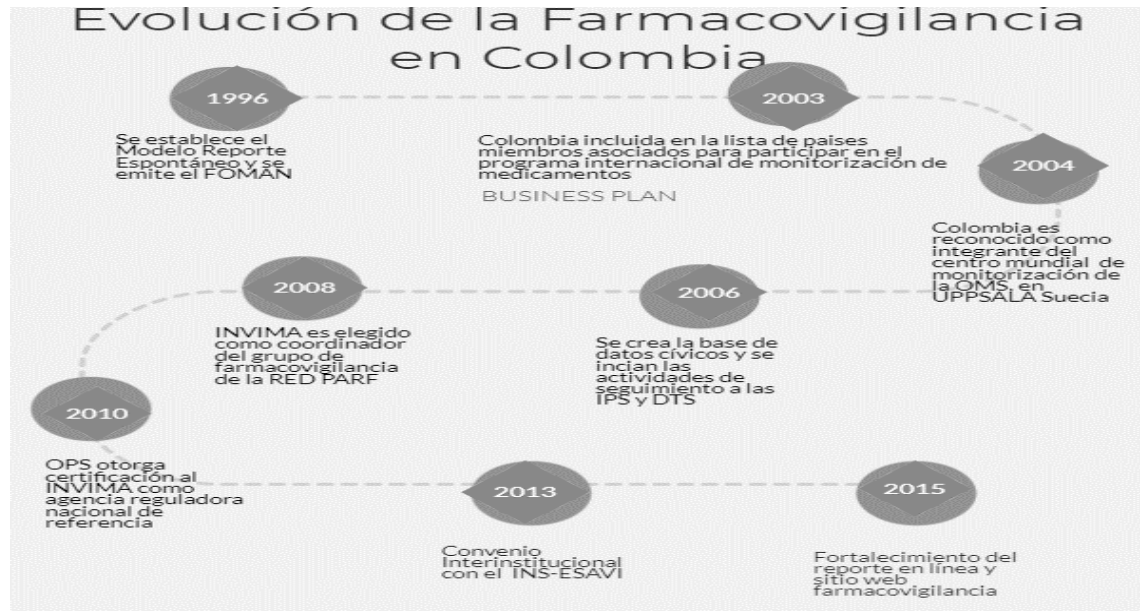 Evolución de la Farmacovigilancia
en Colombia
1996
Se establece el
Modelo Reporte
Espontáneo y se
emite el FOMAN
2003
Colombia incluida en la lista de paises
miembros asociados para participar en el
programa internacional de monitorización de
medicamentos
BUSINESS PLAN
2004
Colombia es
reconocido como
integrante del
centro mundial de
monitorización de
la OMS, en
UPPSALA Suecia
2006
Se crea la base de
datos cívicos y se
incian las
actividades de
seguimiento a las
IPS y DTS
2008
INVIMA es elegido
como coordinador
del grupo de
farmacovigilancia
de la RED PARF
2010
OPS otorga
certificación al
INVIMA como
agencia reguladora
nacional de
referencia
2013
Convenio
Interinstitucional
con el INS-ESAVI
2015
Fortalecimiento del
reporte en línea y
sitio web
farmacovigilancia